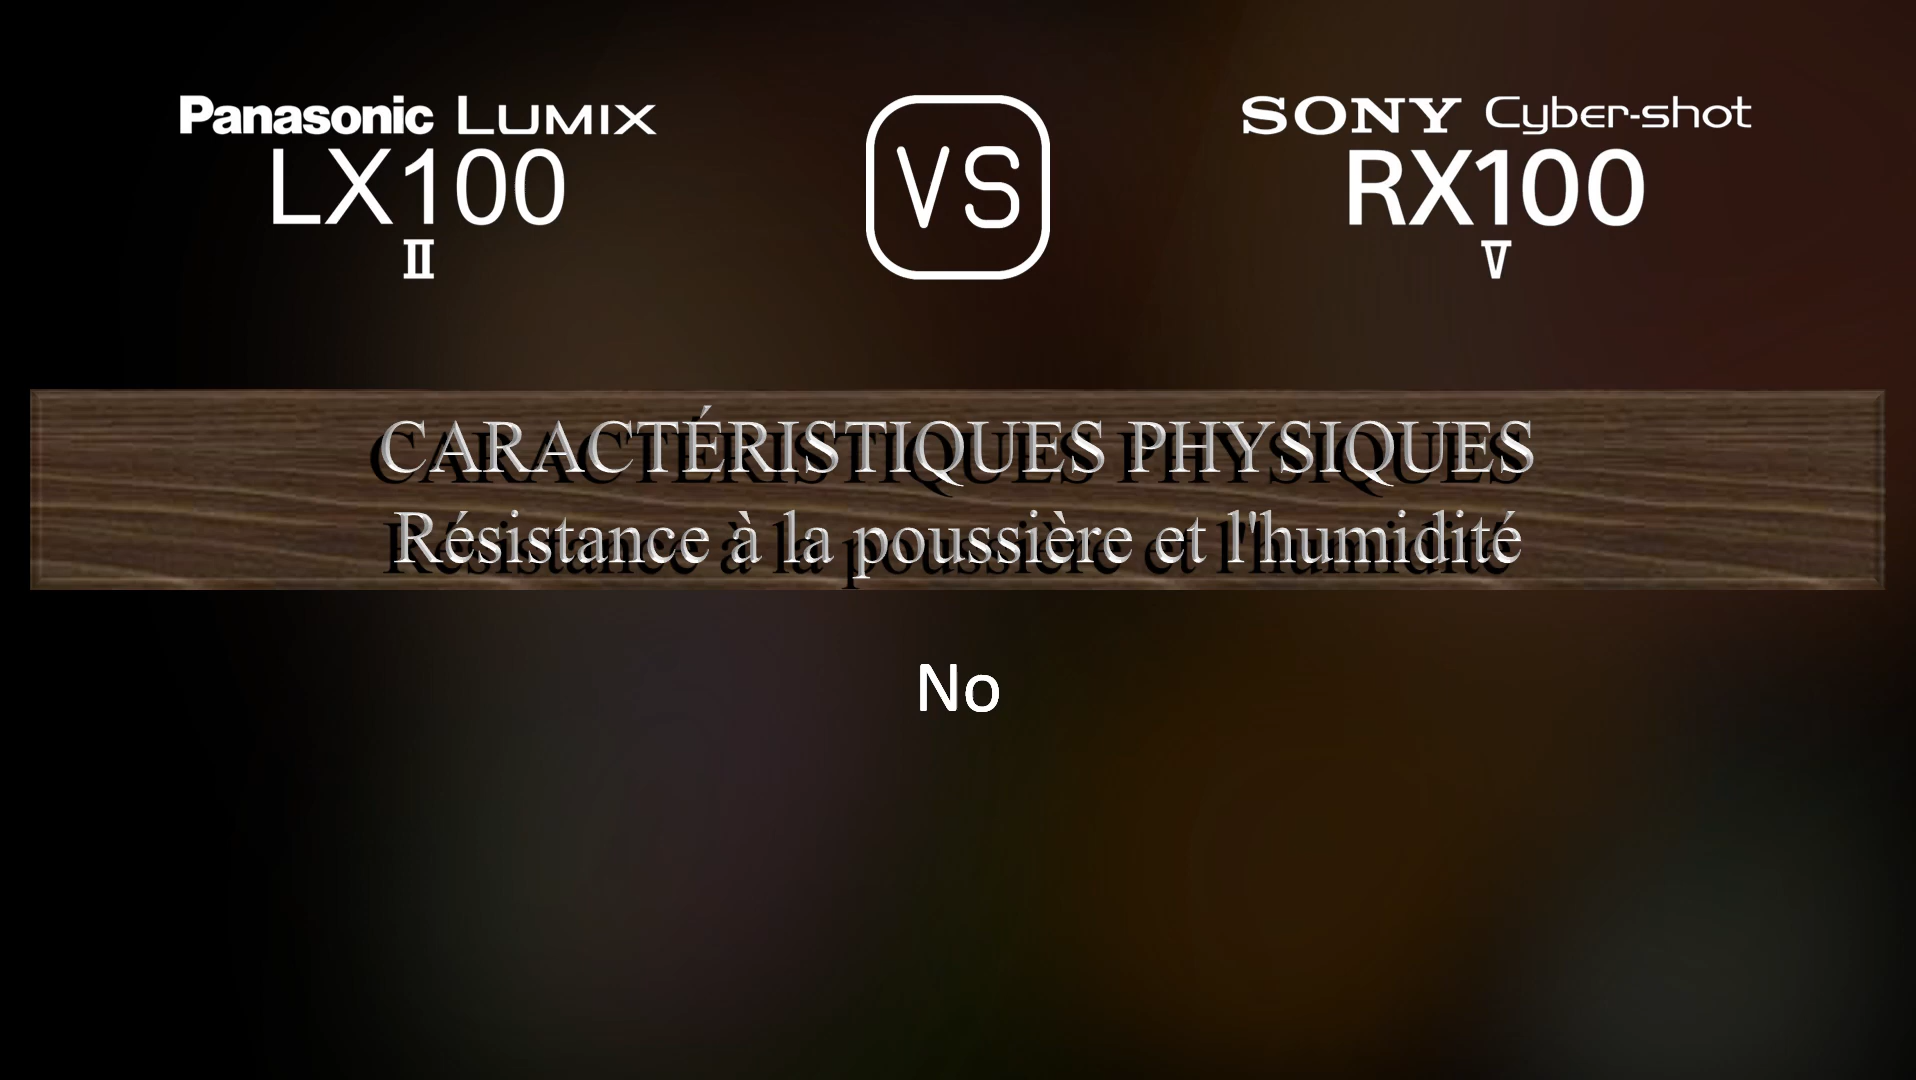 Panasonic LUMIX
LX100
II
VS
SONY Cyber-shot
RX100
V
CARACTÉRISTIQUES PHYSIQUES
Résistance à la poussière et l'humidité
No